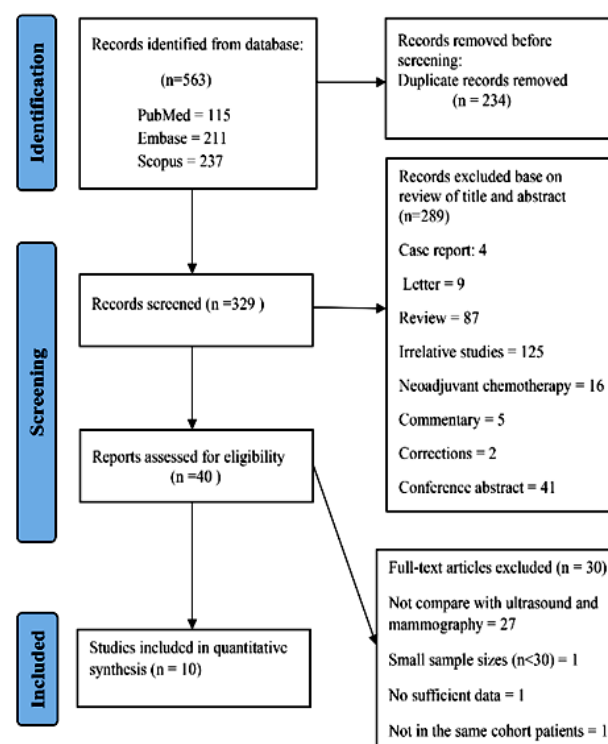 Identification
Records identified from database:
(n=563)
PubMed = 115
Embase = 211
Scopus = 237
Records removed before
screening:
Duplicate records removed
(n = 234)
Screening
Records screened (n =329 )
Records excluded base on
review of title and abstract
(n=289)
Case report: 4
Letter = 9
Review = 87
Irrelative studies = 125
Neoadjuvant chemotherapy = 16
Commentary = 5
Corrections = 2
Conference abstract = 41
Reports assessed for eligibility
(n =40 )
Full-text articles excluded (n = 30)
Not compare with ultrasound and
mammography = 27
Small sample sizes (n<30) = 1
No sufficient data = 1
Not in the same cohort patients = 1
Included
Studies included in quantitative
synthesis (n = 10)